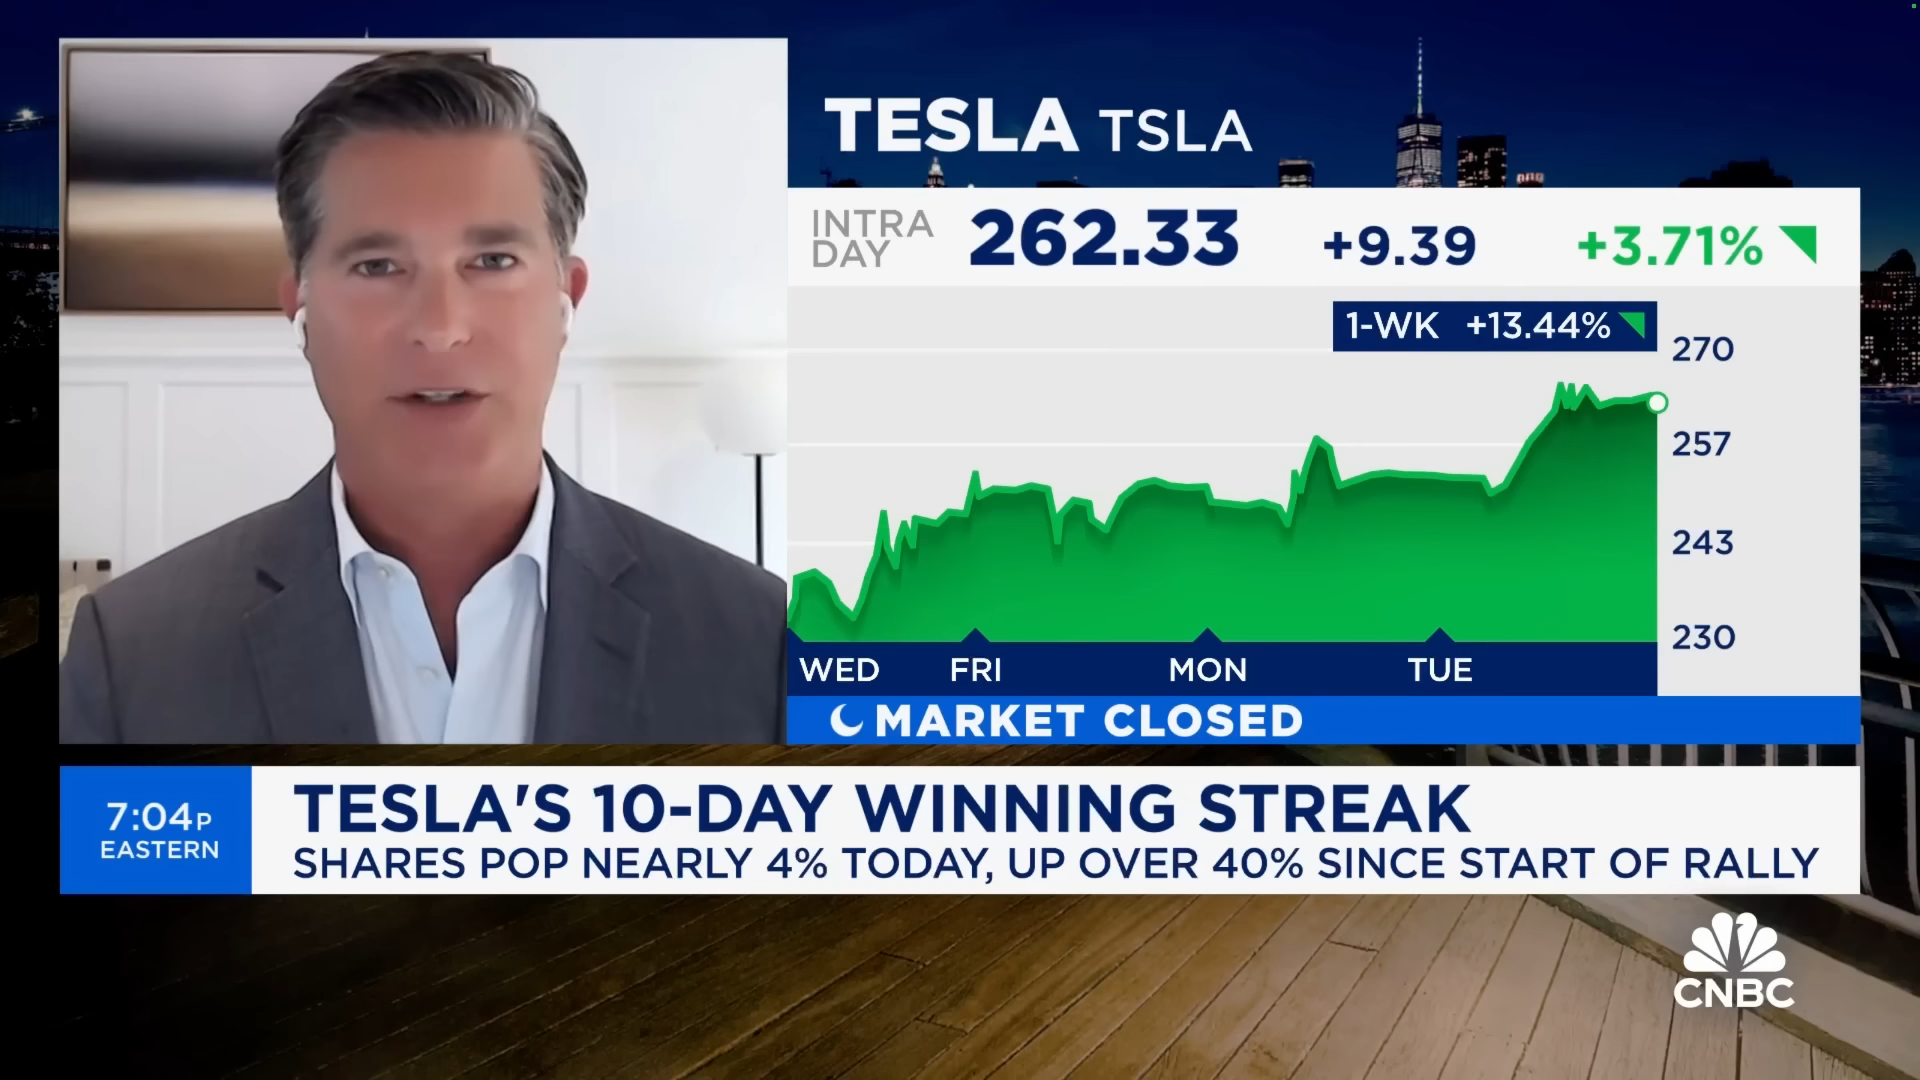 TESLA TSLA
INTRA
DAY
262.33 +9.39 +3.71%
1-WK +13.44%
270
257
243
230
WED FRI MON TUE
MARKET CLOSED
7:04P
EASTERN
TESLA'S 10-DAY WINNING STREAK
SHARES POP NEARLY 4% TODAY, UP OVER 40% SINCE START OF RALLY
CNBC